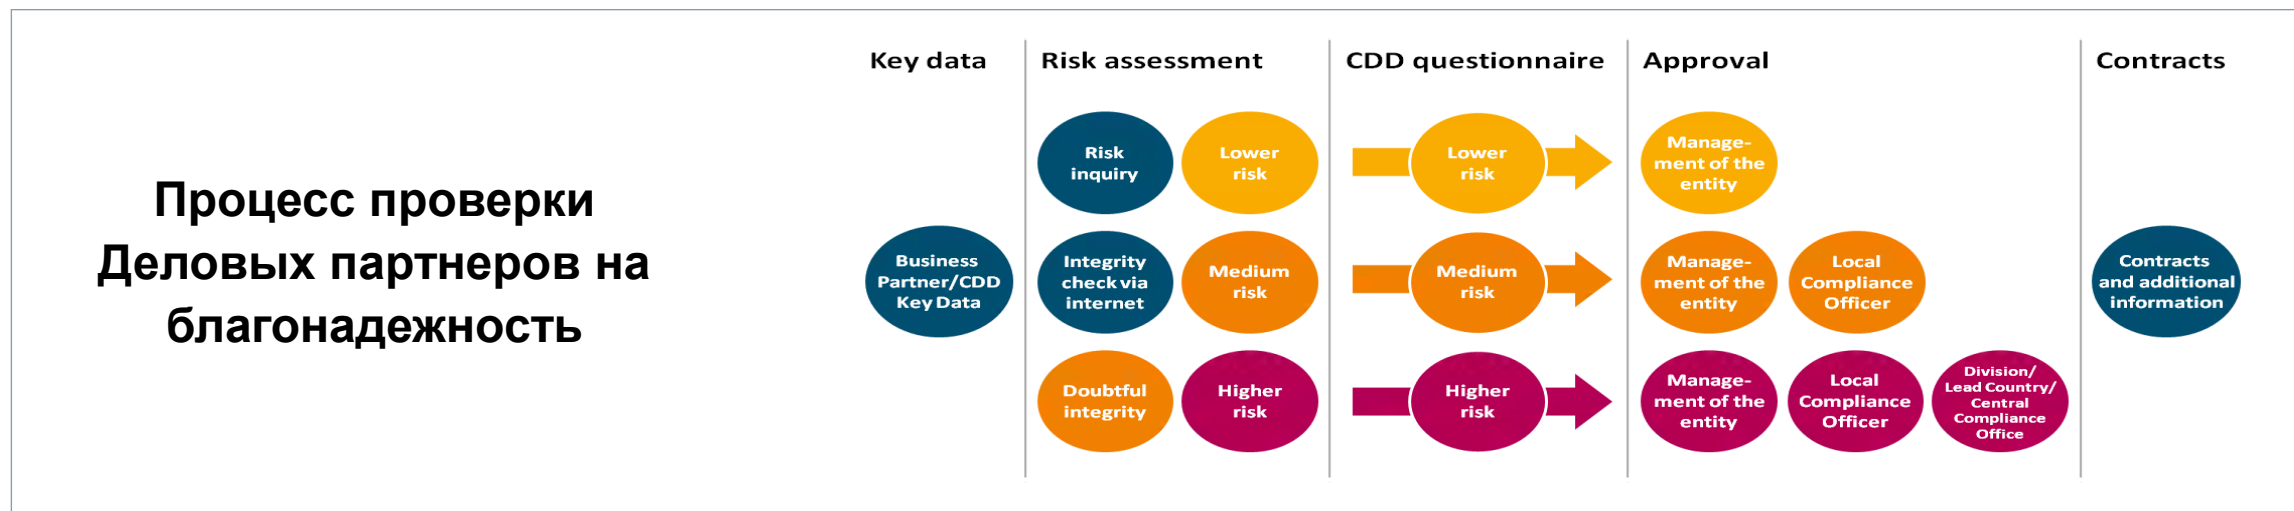 Процесс проверки
Деловых партнеров на
благонадежность
Key data
Risk assessment
CDD questionnaire
Approval
Contracts
Business
Partner/CDD
Key Data
Risk
inquiry
Lower
risk
Lower
risk
Manage-
ment of the
entity
Integrity
check via
internet
Medium
risk
Medium
risk
Manage-
ment of the
entity
Local
Compliance
Officer
Doubtful
integrity
Higher
risk
Higher
risk
Manage-
ment of the
entity
Local
Compliance
Officer
Division/
Lead Country/
Central
Compliance
Office
Contracts
and additional
information